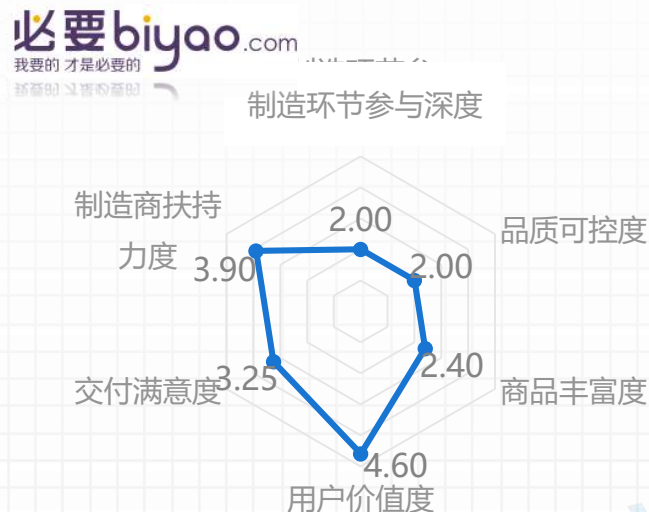 必要biyao.com
我要的 才是必要的
制造环节参与深度
制造商扶持
力度
2.00
品质可控度
3.90
2.00
交付满意度
3.25
2.40
商品丰富度
4.60
用户价值度